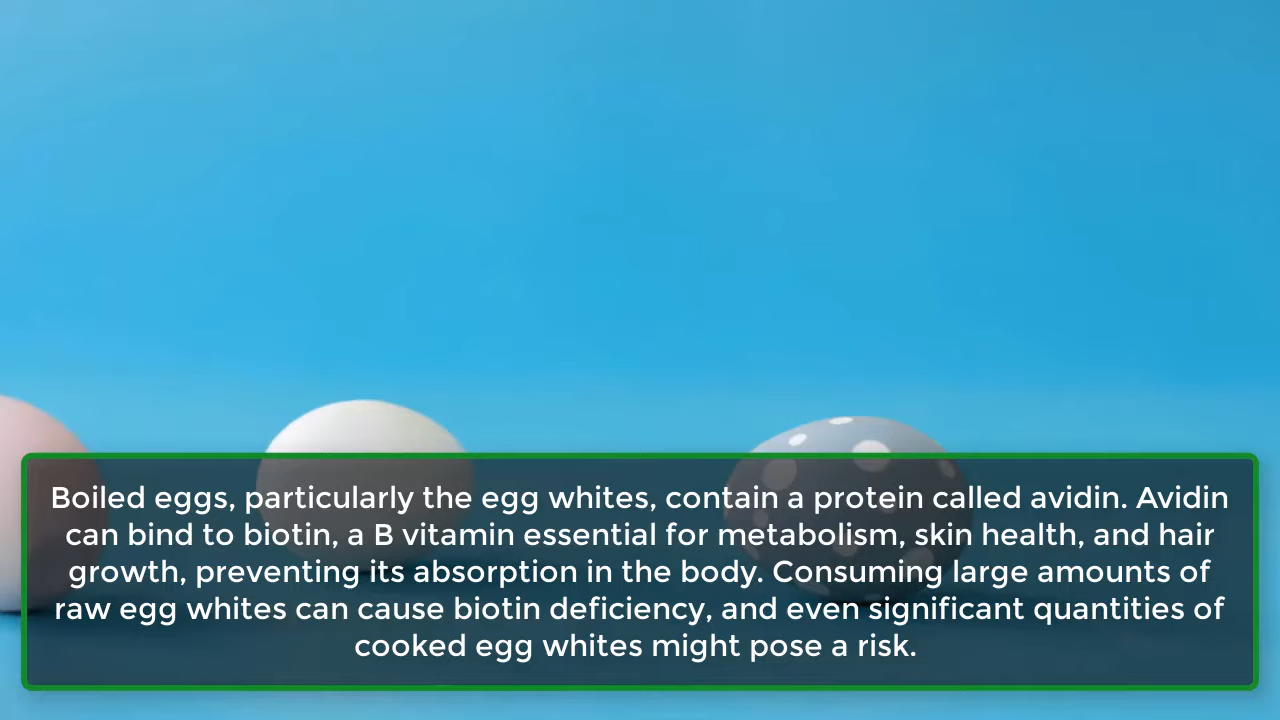 Boiled eggs, particularly the egg whites, contain a protein called avidin. Avidin
can bind to biotin, a B vitamin essential for metabolism, skin health, and hair
growth, preventing its absorption in the body. Consuming large amounts of
raw egg whites can cause biotin deficiency, and even significant quantities of
cooked egg whites might pose a risk.